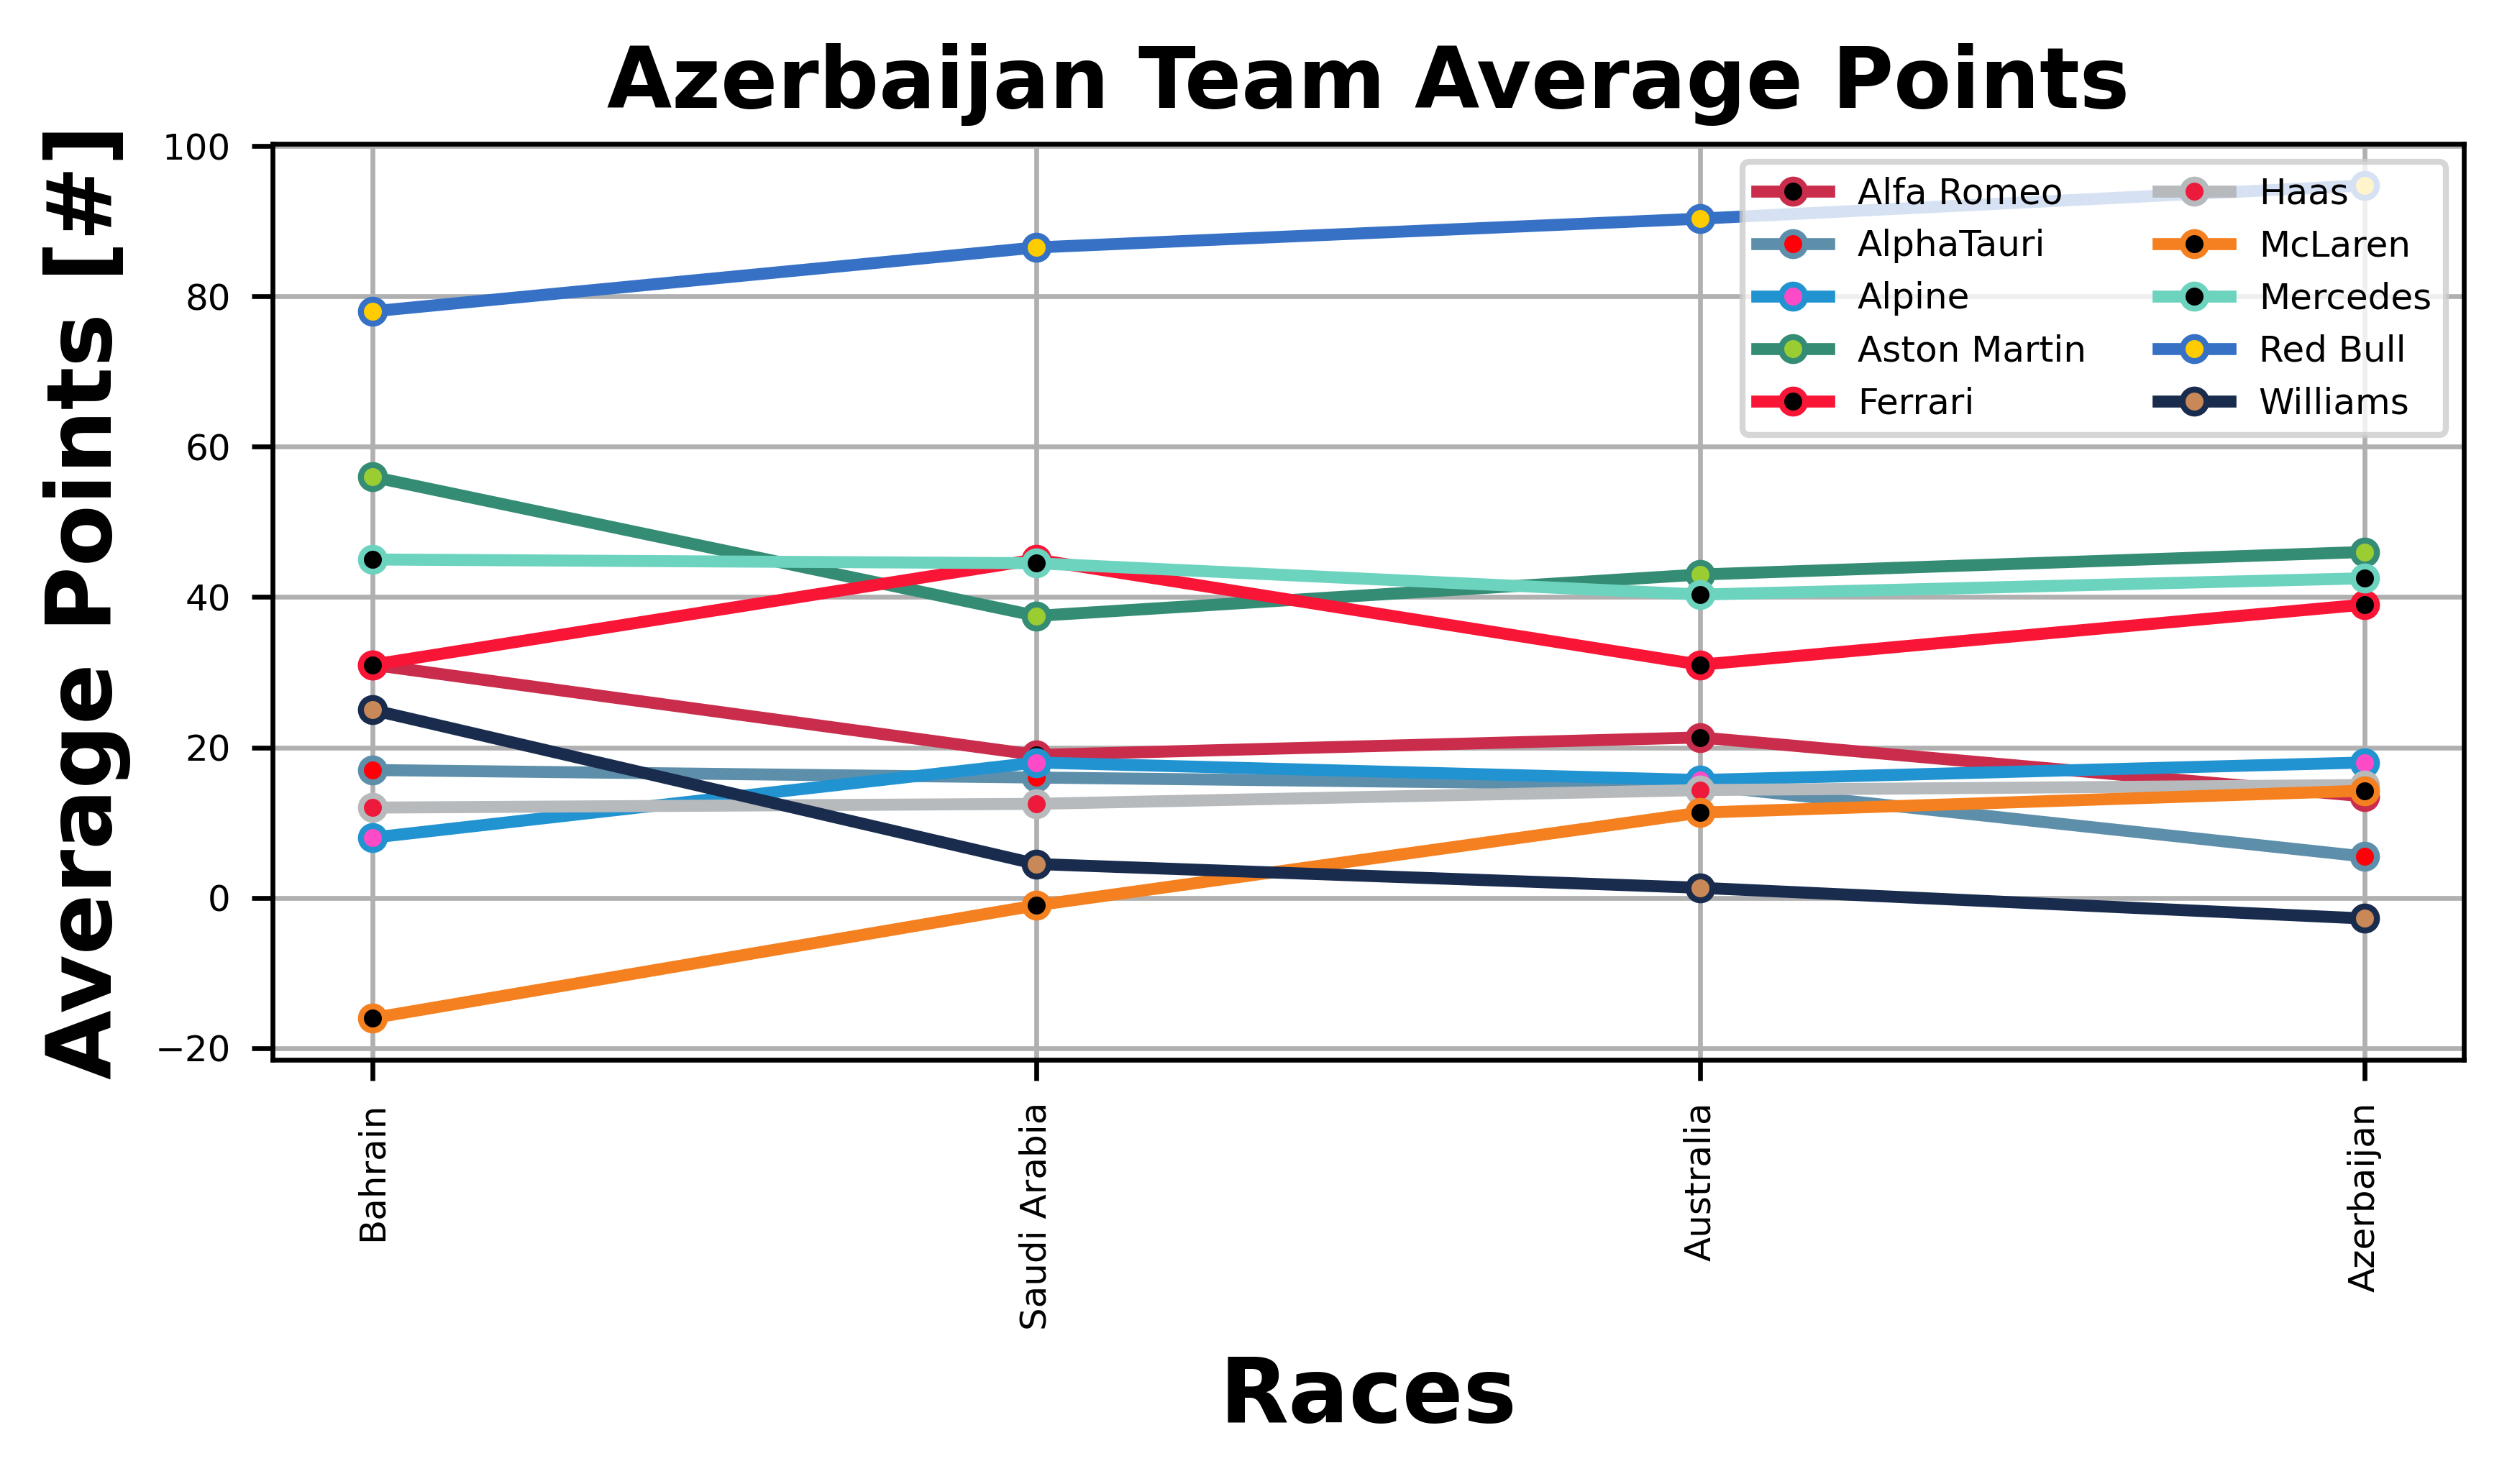 Azerbaijan Team Average Points
Average Points [#]
100
80
60
40
20
0
−20
Alfa Romeo
AlphaTauri
Alpine
Aston Martin
Ferrari
Haas
McLaren
Mercedes
Red Bull
Williams
Bahrain
Saudi Arabia
Australia
Azerbaijan
Races